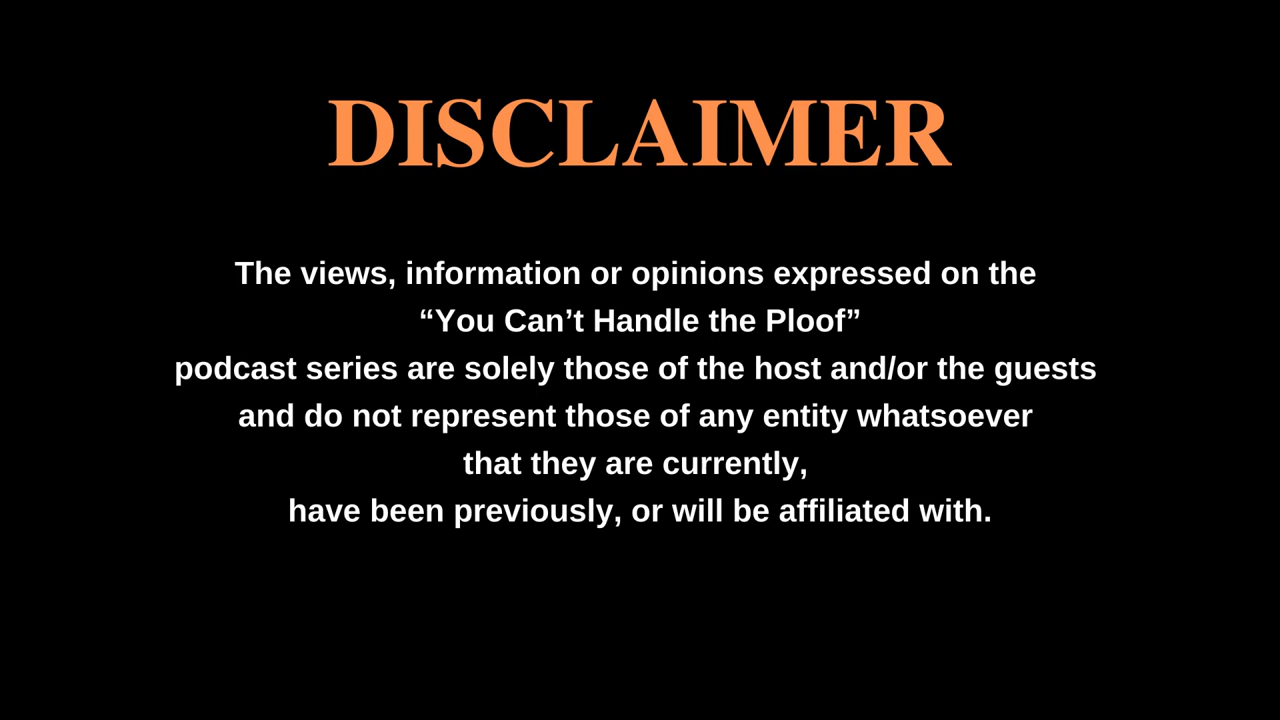 DISCLAIMER
The views, information or opinions expressed on the
“You Can’t Handle the Ploof”
podcast series are solely those of the host and/or the guests
and do not represent those of any entity whatsoever
that they are currently,
have been previously, or will be affiliated with.